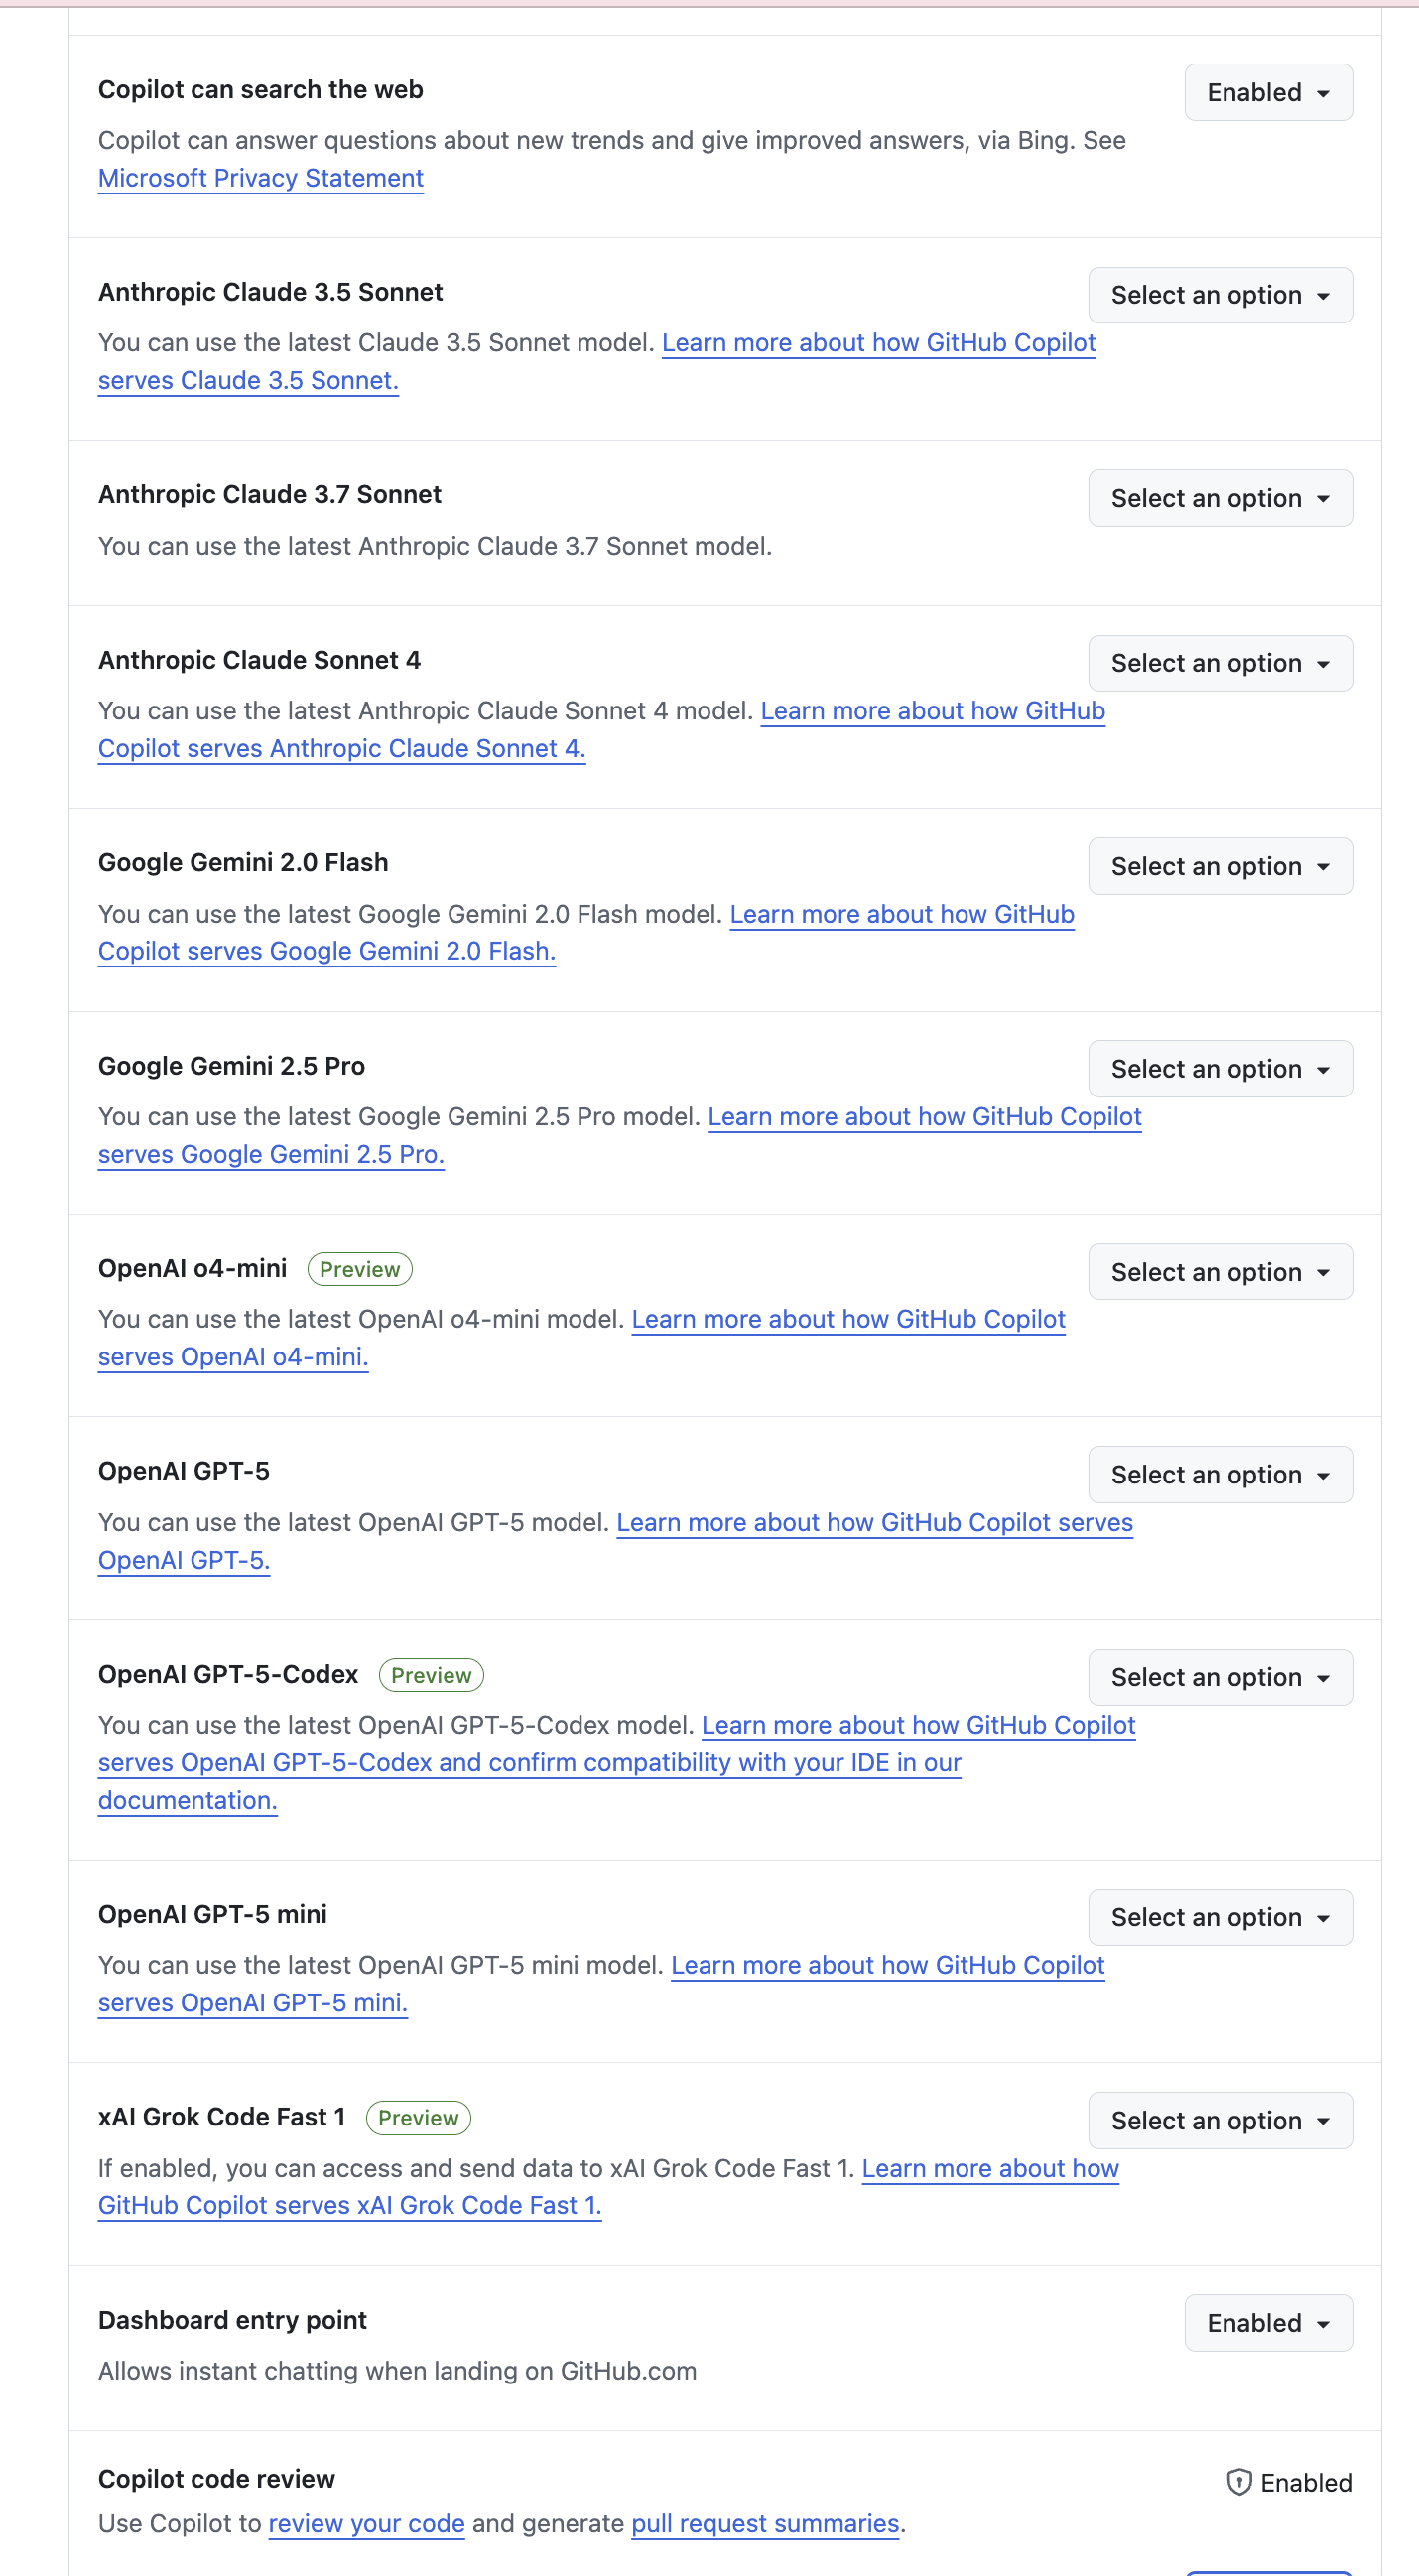 Copilot can search the web
Enabled
Copilot can answer questions about new trends and give improved answers, via Bing. See
Microsoft Privacy Statement
Anthropic Claude 3.5 Sonnet
Select an option
You can use the latest Claude 3.5 Sonnet model. Learn more about how GitHub Copilot
serves Claude 3.5 Sonnet.
Anthropic Claude 3.7 Sonnet
Select an option
You can use the latest Anthropic Claude 3.7 Sonnet model.
Anthropic Claude Sonnet 4
Select an option
You can use the latest Anthropic Claude Sonnet 4 model. Learn more about how GitHub
Copilot serves Anthropic Claude Sonnet 4.
Google Gemini 2.0 Flash
Select an option
You can use the latest Google Gemini 2.0 Flash model. Learn more about how GitHub
Copilot serves Google Gemini 2.0 Flash.
Google Gemini 2.5 Pro
Select an option
You can use the latest Google Gemini 2.5 Pro model. Learn more about how GitHub Copilot
serves Google Gemini 2.5 Pro.
OpenAI o4-mini Preview
Select an option
You can use the latest OpenAI o4-mini model. Learn more about how GitHub Copilot
serves OpenAI o4-mini.
OpenAI GPT-5
Select an option
You can use the latest OpenAI GPT-5 model. Learn more about how GitHub Copilot serves
OpenAI GPT-5.
OpenAI GPT-5-Codex Preview
Select an option
You can use the latest OpenAI GPT-5-Codex model. Learn more about how GitHub Copilot
serves OpenAI GPT-5-Codex and confirm compatibility with your IDE in our
documentation.
OpenAI GPT-5 mini
Select an option
You can use the latest OpenAI GPT-5 mini model. Learn more about how GitHub Copilot
serves OpenAI GPT-5 mini.
xAI Grok Code Fast 1 Preview
Select an option
If enabled, you can access and send data to xAI Grok Code Fast 1. Learn more about how
GitHub Copilot serves xAI Grok Code Fast 1.
Dashboard entry point
Enabled
Allows instant chatting when landing on GitHub.com
Copilot code review
Enabled
Use Copilot to review your code and generate pull request summaries.